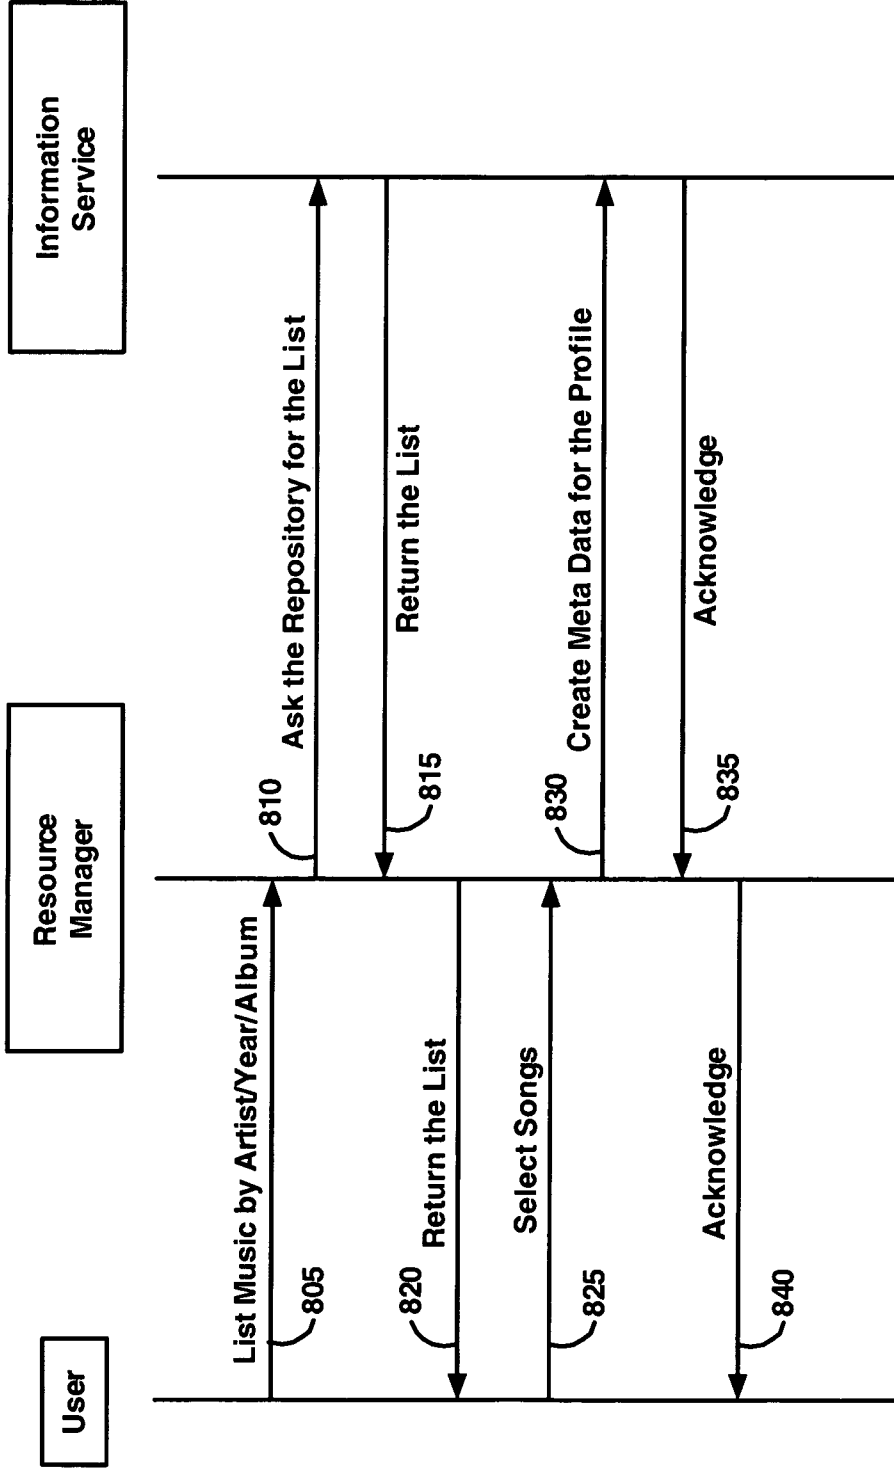 User
Resource
Manager
Information
Service
List Music by Artist/Year/Album
805
810
Ask the Repository for the List
815
Return the List
820
Return the List
Select Songs
825
830
Create Meta Data for the Profile
835
Acknowledge
Acknowledge
840